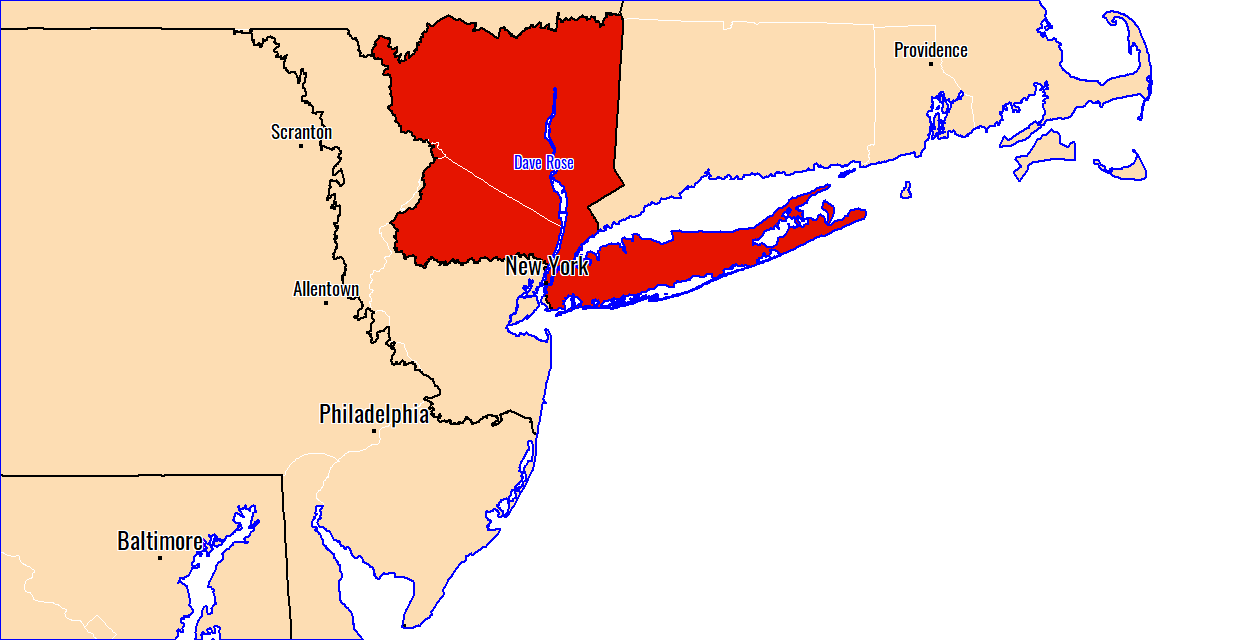 Providence
Scranton
Dave Rose
New York
Allentown
Philadelphia
Baltimore